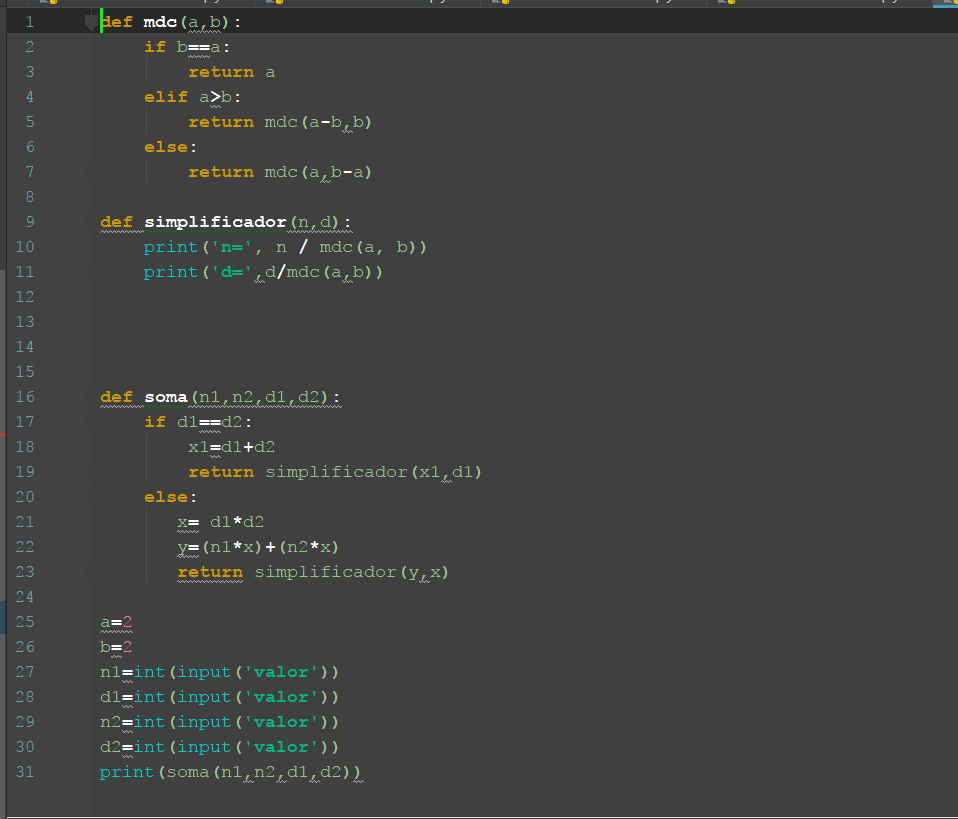 1 def mdc(a,b):
2     if b==a:
3         return a
4     elif a>b:
5         return mdc(a-b,b)
6     else:
7         return mdc(a,b-a)
8
9 def simplificador(n,d):
10     print('n=', n / mdc(a, b))
11     print('d=',d/mdc(a,b))
12
13
14
15
16 def soma(n1,n2,d1,d2):
17     if d1==d2:
18         x1=d1+d2
19         return simplificador(x1,d1)
20     else:
21        x= d1*d2
22        y=(n1*x)+(n2*x)
23        return simplificador(y,x)
24
25 a=2
26 b=2
27 n1=int(input('valor'))
28 d1=int(input('valor'))
29 n2=int(input('valor'))
30 d2=int(input('valor'))
31 print(soma(n1,n2,d1,d2))